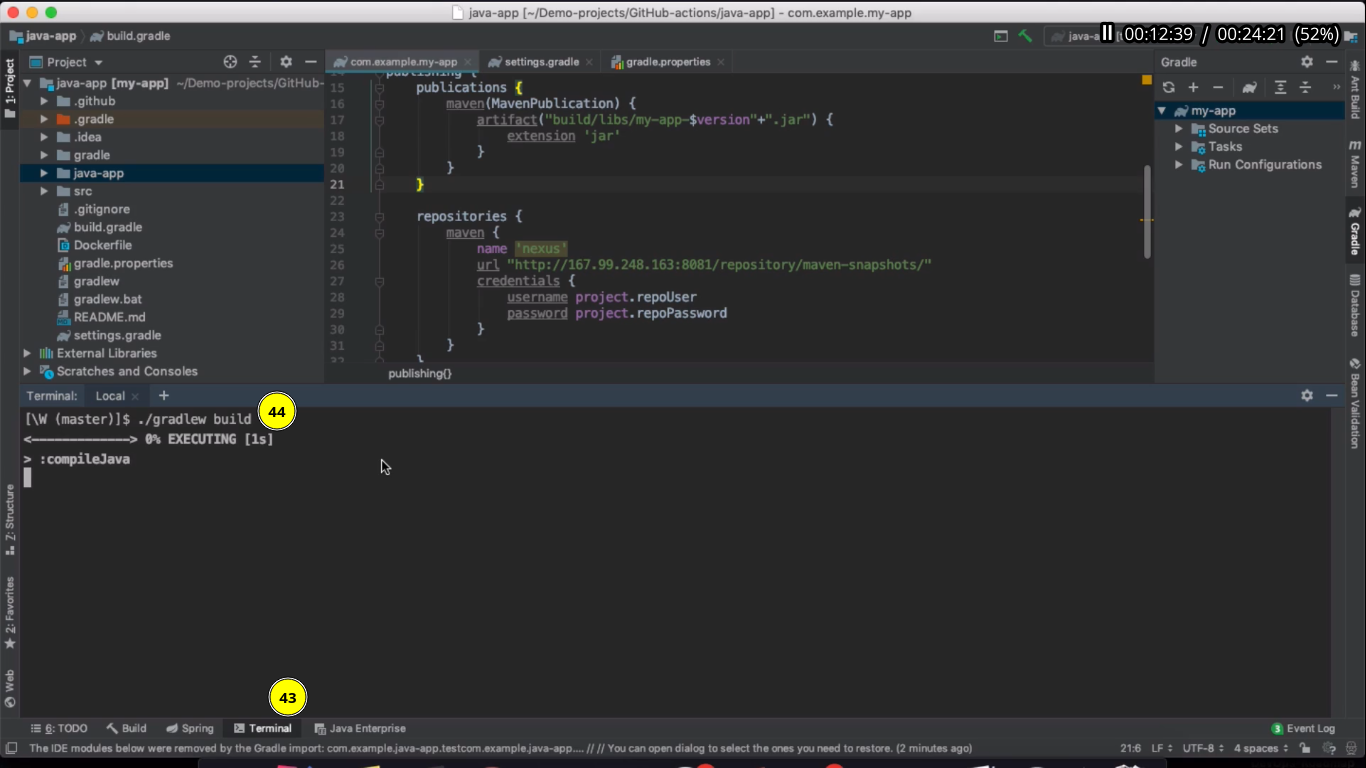 java-app [~/Demo-projects/GitHub-actions/java-app] - com.example.my-app
java-app
build.gradle
java-a
00:12:39 / 00:24:21 (52%)
1: Project
Project
com.example.my-app
settings.gradle
gradle.properties
Gradle
java-app [my-app] ~/Demo-projects/GitHub-
.github
.gradle
.idea
gradle
java-app
src
.gitignore
build.gradle
Dockerfile
gradle.properties
gradlew
gradlew.bat
README.md
settings.gradle
External Libraries
Scratches and Consoles
14 publishing {
15 publications {
16 maven(MavenPublication) {
17 artifact("build/libs/my-app-$version"+".jar") {
18 extension 'jar'
19 }
20 }
21 }
22
23 repositories {
24 maven {
25 name 'nexus'
26 url "http://167.99.248.163:8081/repository/maven-snapshots/"
27 credentials {
28 username project.repoUser
29 password project.repoPassword
30 }
31 }
32 }
publishing{}
my-app
Source Sets
Tasks
Run Configurations
Ant Build
Maven
Gradle
Database
Bean Validation
Terminal: Local
44
[\W (master)]$ ./gradlew build
<-------------> 0% EXECUTING [1s]
> :compileJava
Z: Structure
2: Favorites
Web
43
6: TODO
Build
Spring
Terminal
Java Enterprise
3 Event Log
The IDE modules below were removed by the Gradle import: com.example.java-app.testcom.example.java-app.... // // You can open dialog to select the ones you need to restore. (2 minutes ago)
21:6 LF UTF-8 4 spaces